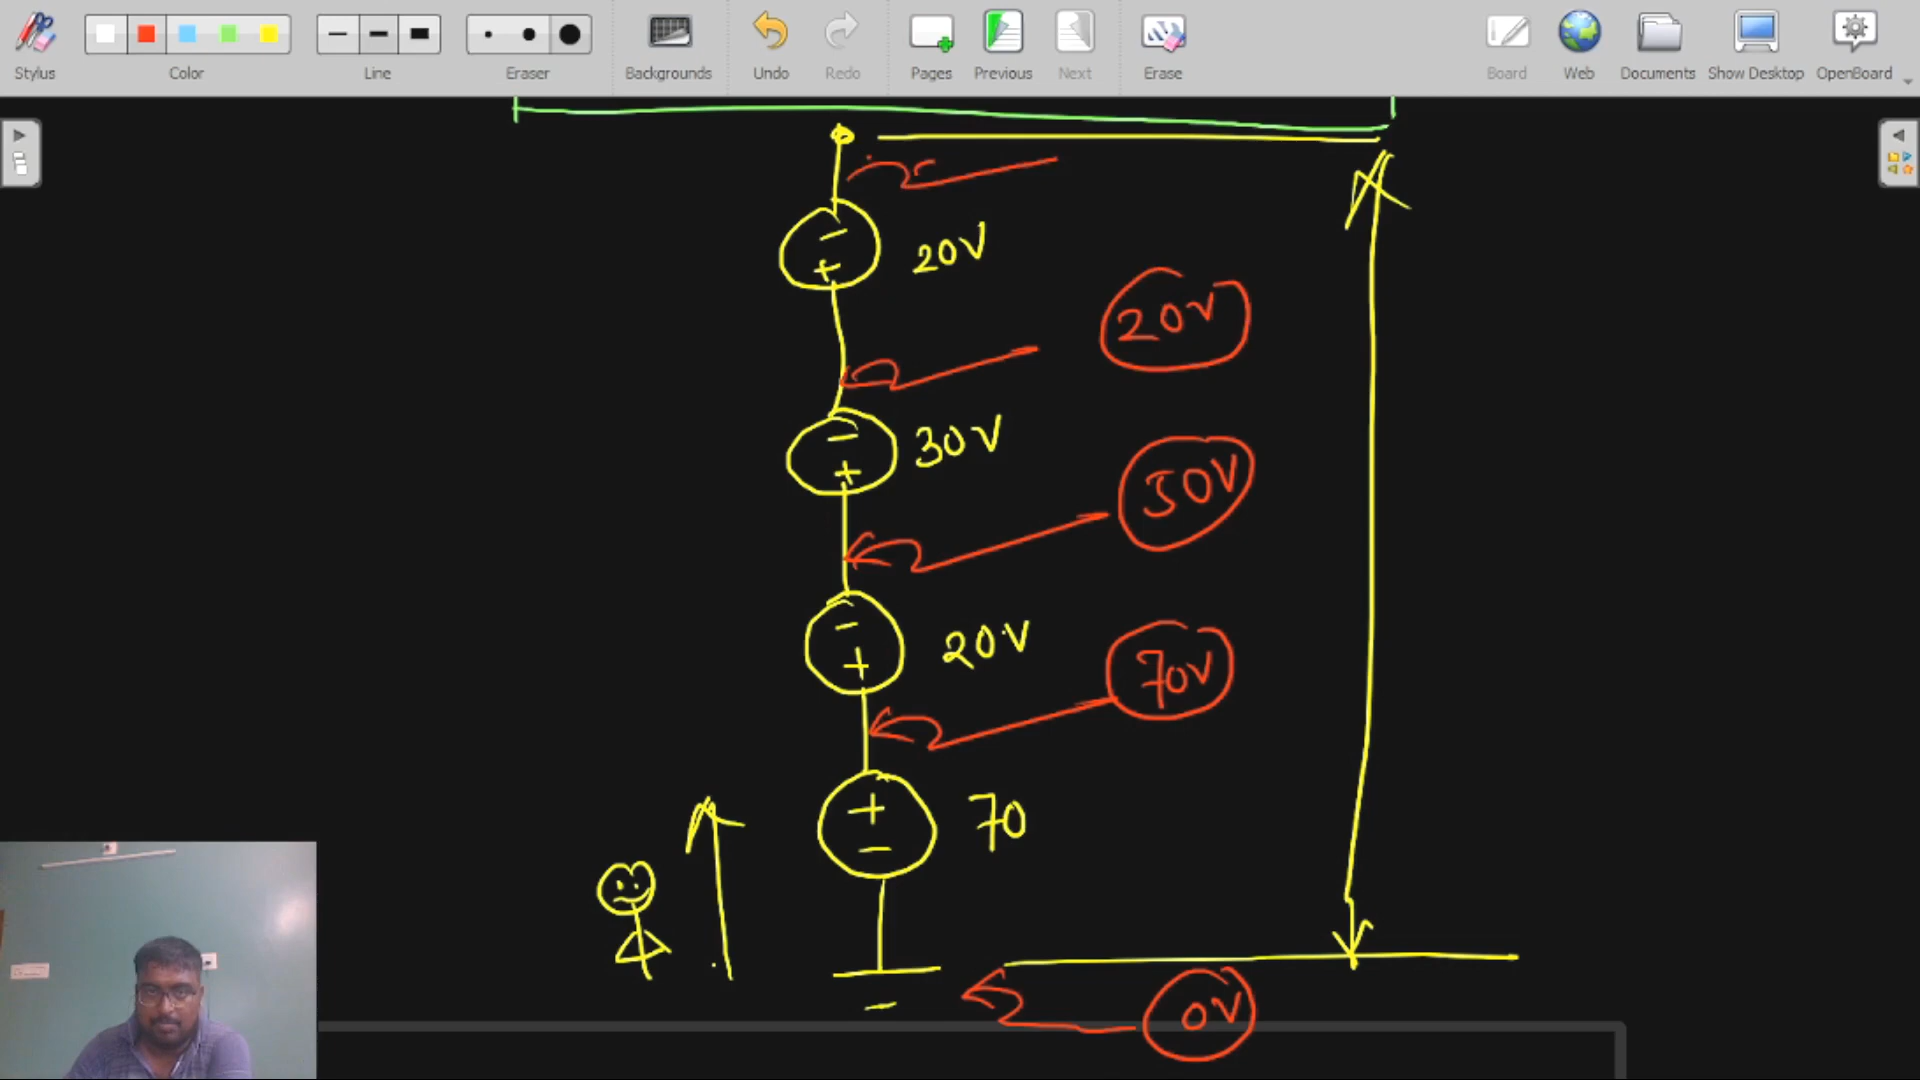 Stylus
Color
Line
Eraser
Backgrounds
Undo
Redo
Pages
Previous
Next
Erase
Board
Web
Documents
Show Desktop
OpenBoard
-
+
20V
20V
-
+
30V
50V
-
+
20V
70V
+
-
70
0V